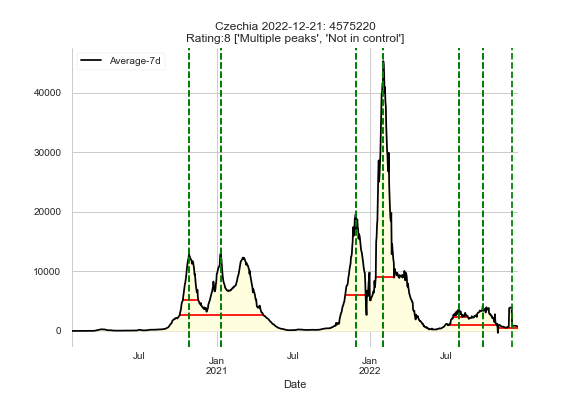 Czechia 2022-12-21: 4575220
Rating:8 ['Multiple peaks', 'Not in control']
Average-7d
40000
30000
20000
10000
0
Jul
Jan
2021
Jul
Jan
2022
Jul
Date